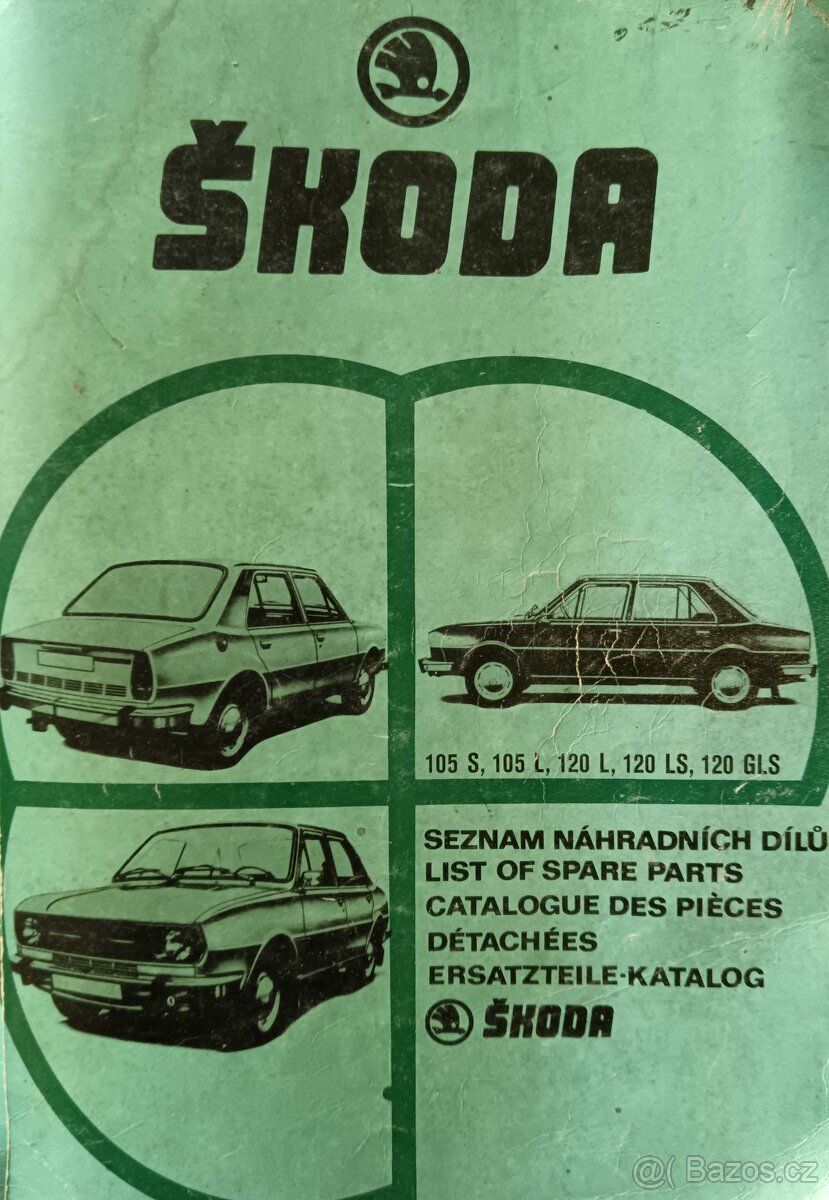 ŠKODA
105 S, 105 L, 120 L, 120 LS, 120 GLS
SEZNAM NÁHRADNÍCH DÍLŮ
LIST OF SPARE PARTS
CATALOGUE DES PIÈCES
DÉTACHÉES
ERSATZTEILE-KATALOG
ŠKODA
@( Bazos.cz